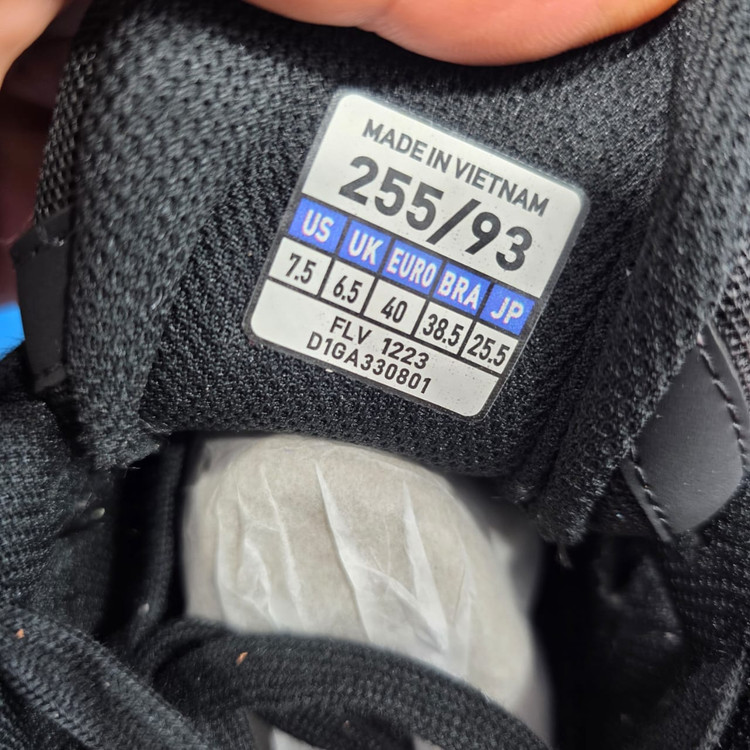 MADE IN VIETNAM
255/93
US UK EURO BRA JP
7.5 6.5 40 38.5 25.5
FLV 1223
D1GA330801